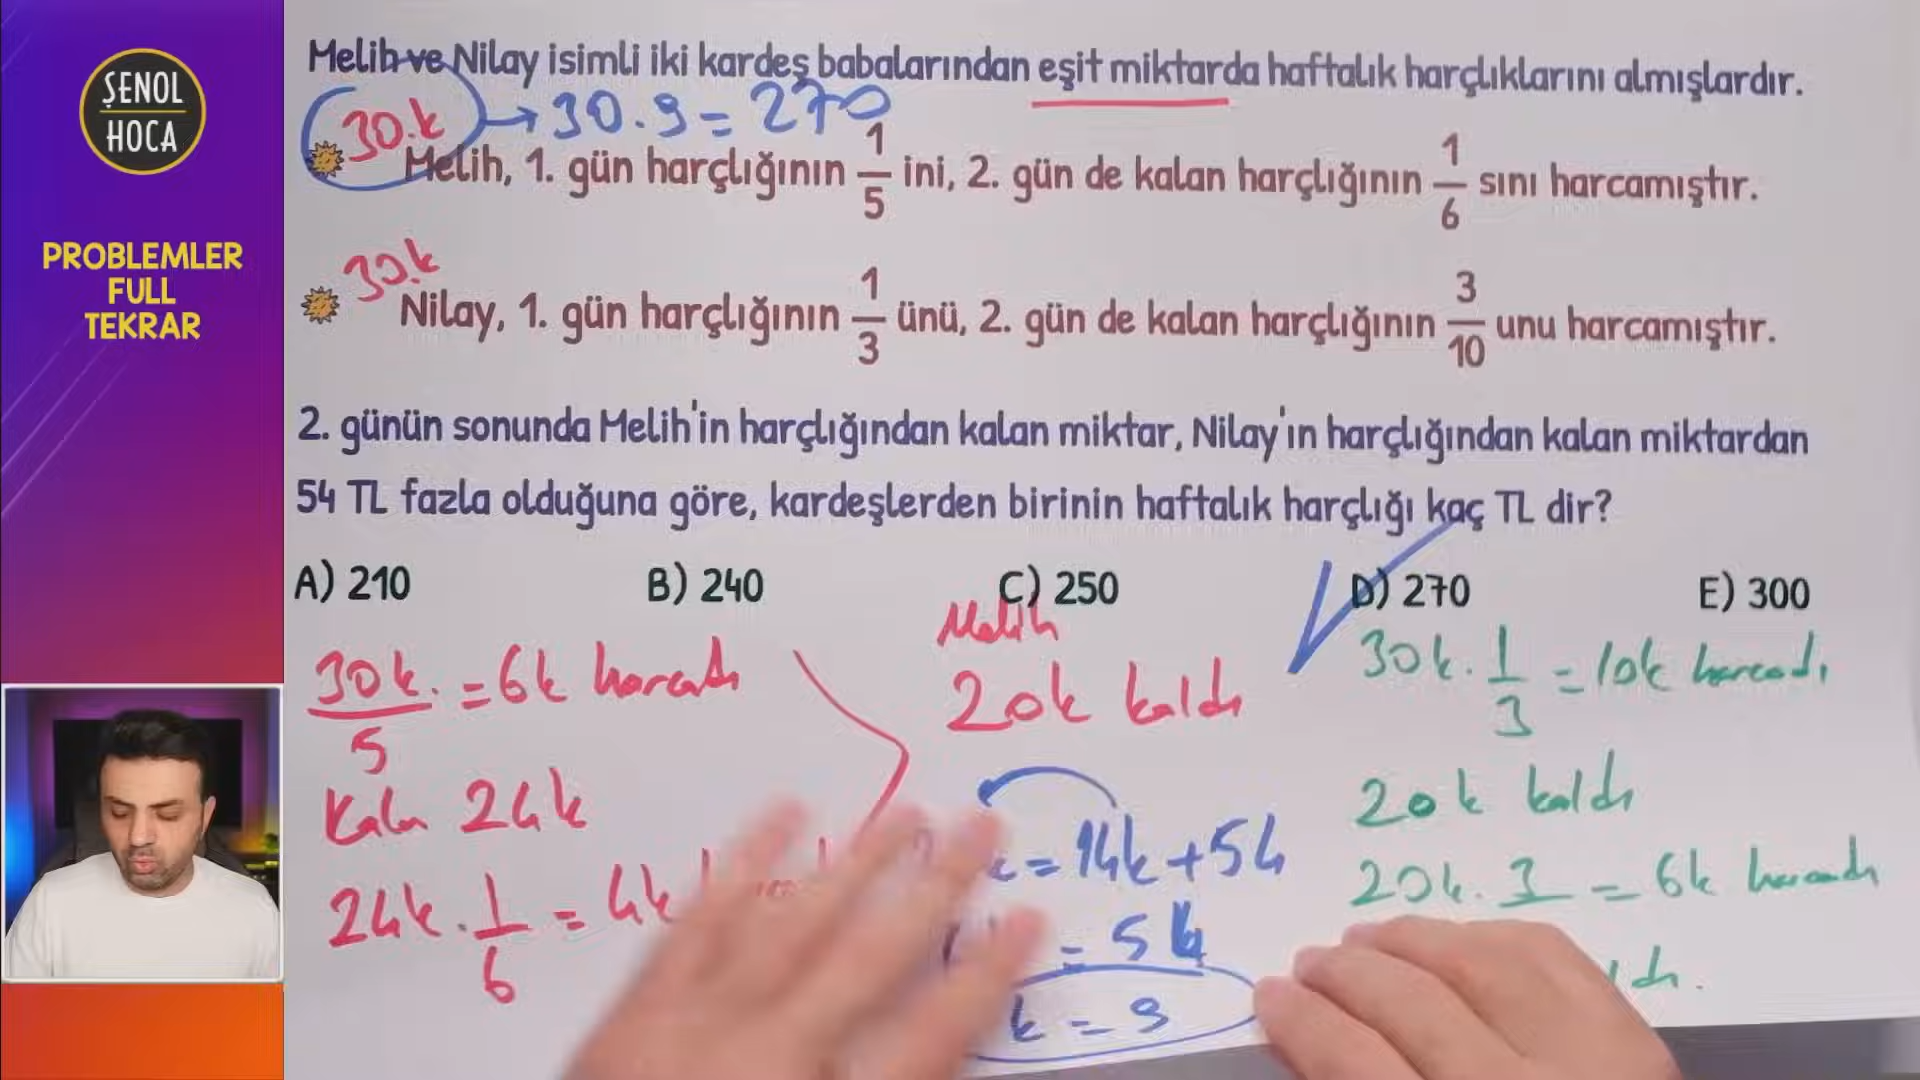 ŞENOL
HOCA
PROBLEMLER
FULL
TEKRAR
Melih ve Nilay isimli iki kardeş babalarından eşit miktarda haftalık harçlıklarını almışlardır.
30.k → 30.9 = 270
Melih, 1. gün harçlığının 1/5 ini, 2. gün de kalan harçlığının 1/6 sını harcamıştır.
30.k
Nilay, 1. gün harçlığının 1/3 ünü, 2. gün de kalan harçlığının 3/10 unu harcamıştır.
2. günün sonunda Melih'in harçlığından kalan miktar, Nilay'ın harçlığından kalan miktardan
54 TL fazla olduğuna göre, kardeşlerden birinin haftalık harçlığı kaç TL dir?
A) 210 B) 240 C) 250 D) 270 E) 300
30k/5 = 6k harcadı
Kalan 24k
24k . 1/6 = 4k
Melih
20k kaldı
= 14k + 54
= 54
k = 9
30k . 1/3 = 10k harcadı
20k kaldı
20k . 3 = 6k harcadı